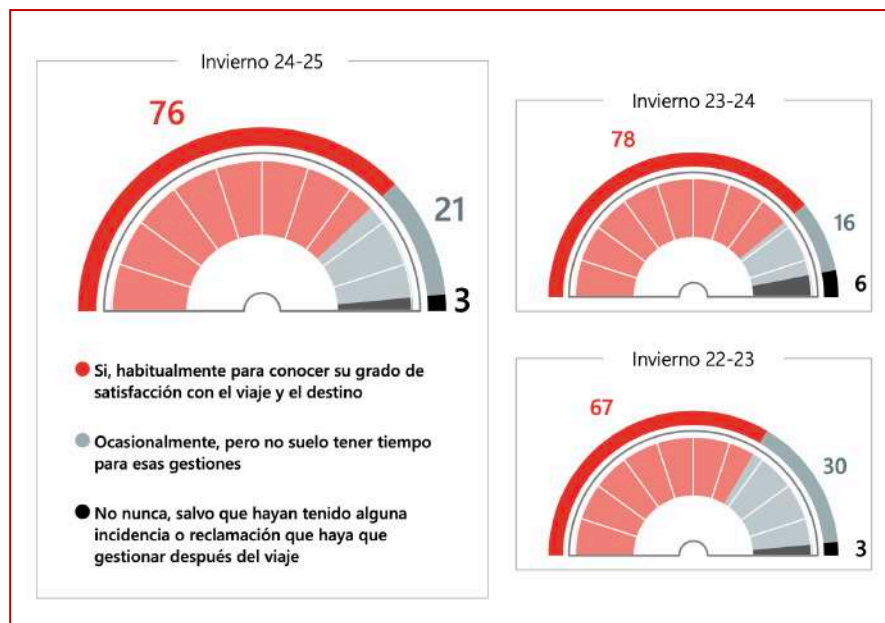 Invierno 24-25
76
21
3
Si, habitualmente para conocer su grado de
satisfacción con el viaje y el destino
Ocasionalmente, pero no suelo tener tiempo
para esas gestiones
No nunca, salvo que hayan tenido alguna
incidencia o reclamación que haya que
gestionar después del viaje
Invierno 23-24
78
16
6
Invierno 22-23
67
30
3